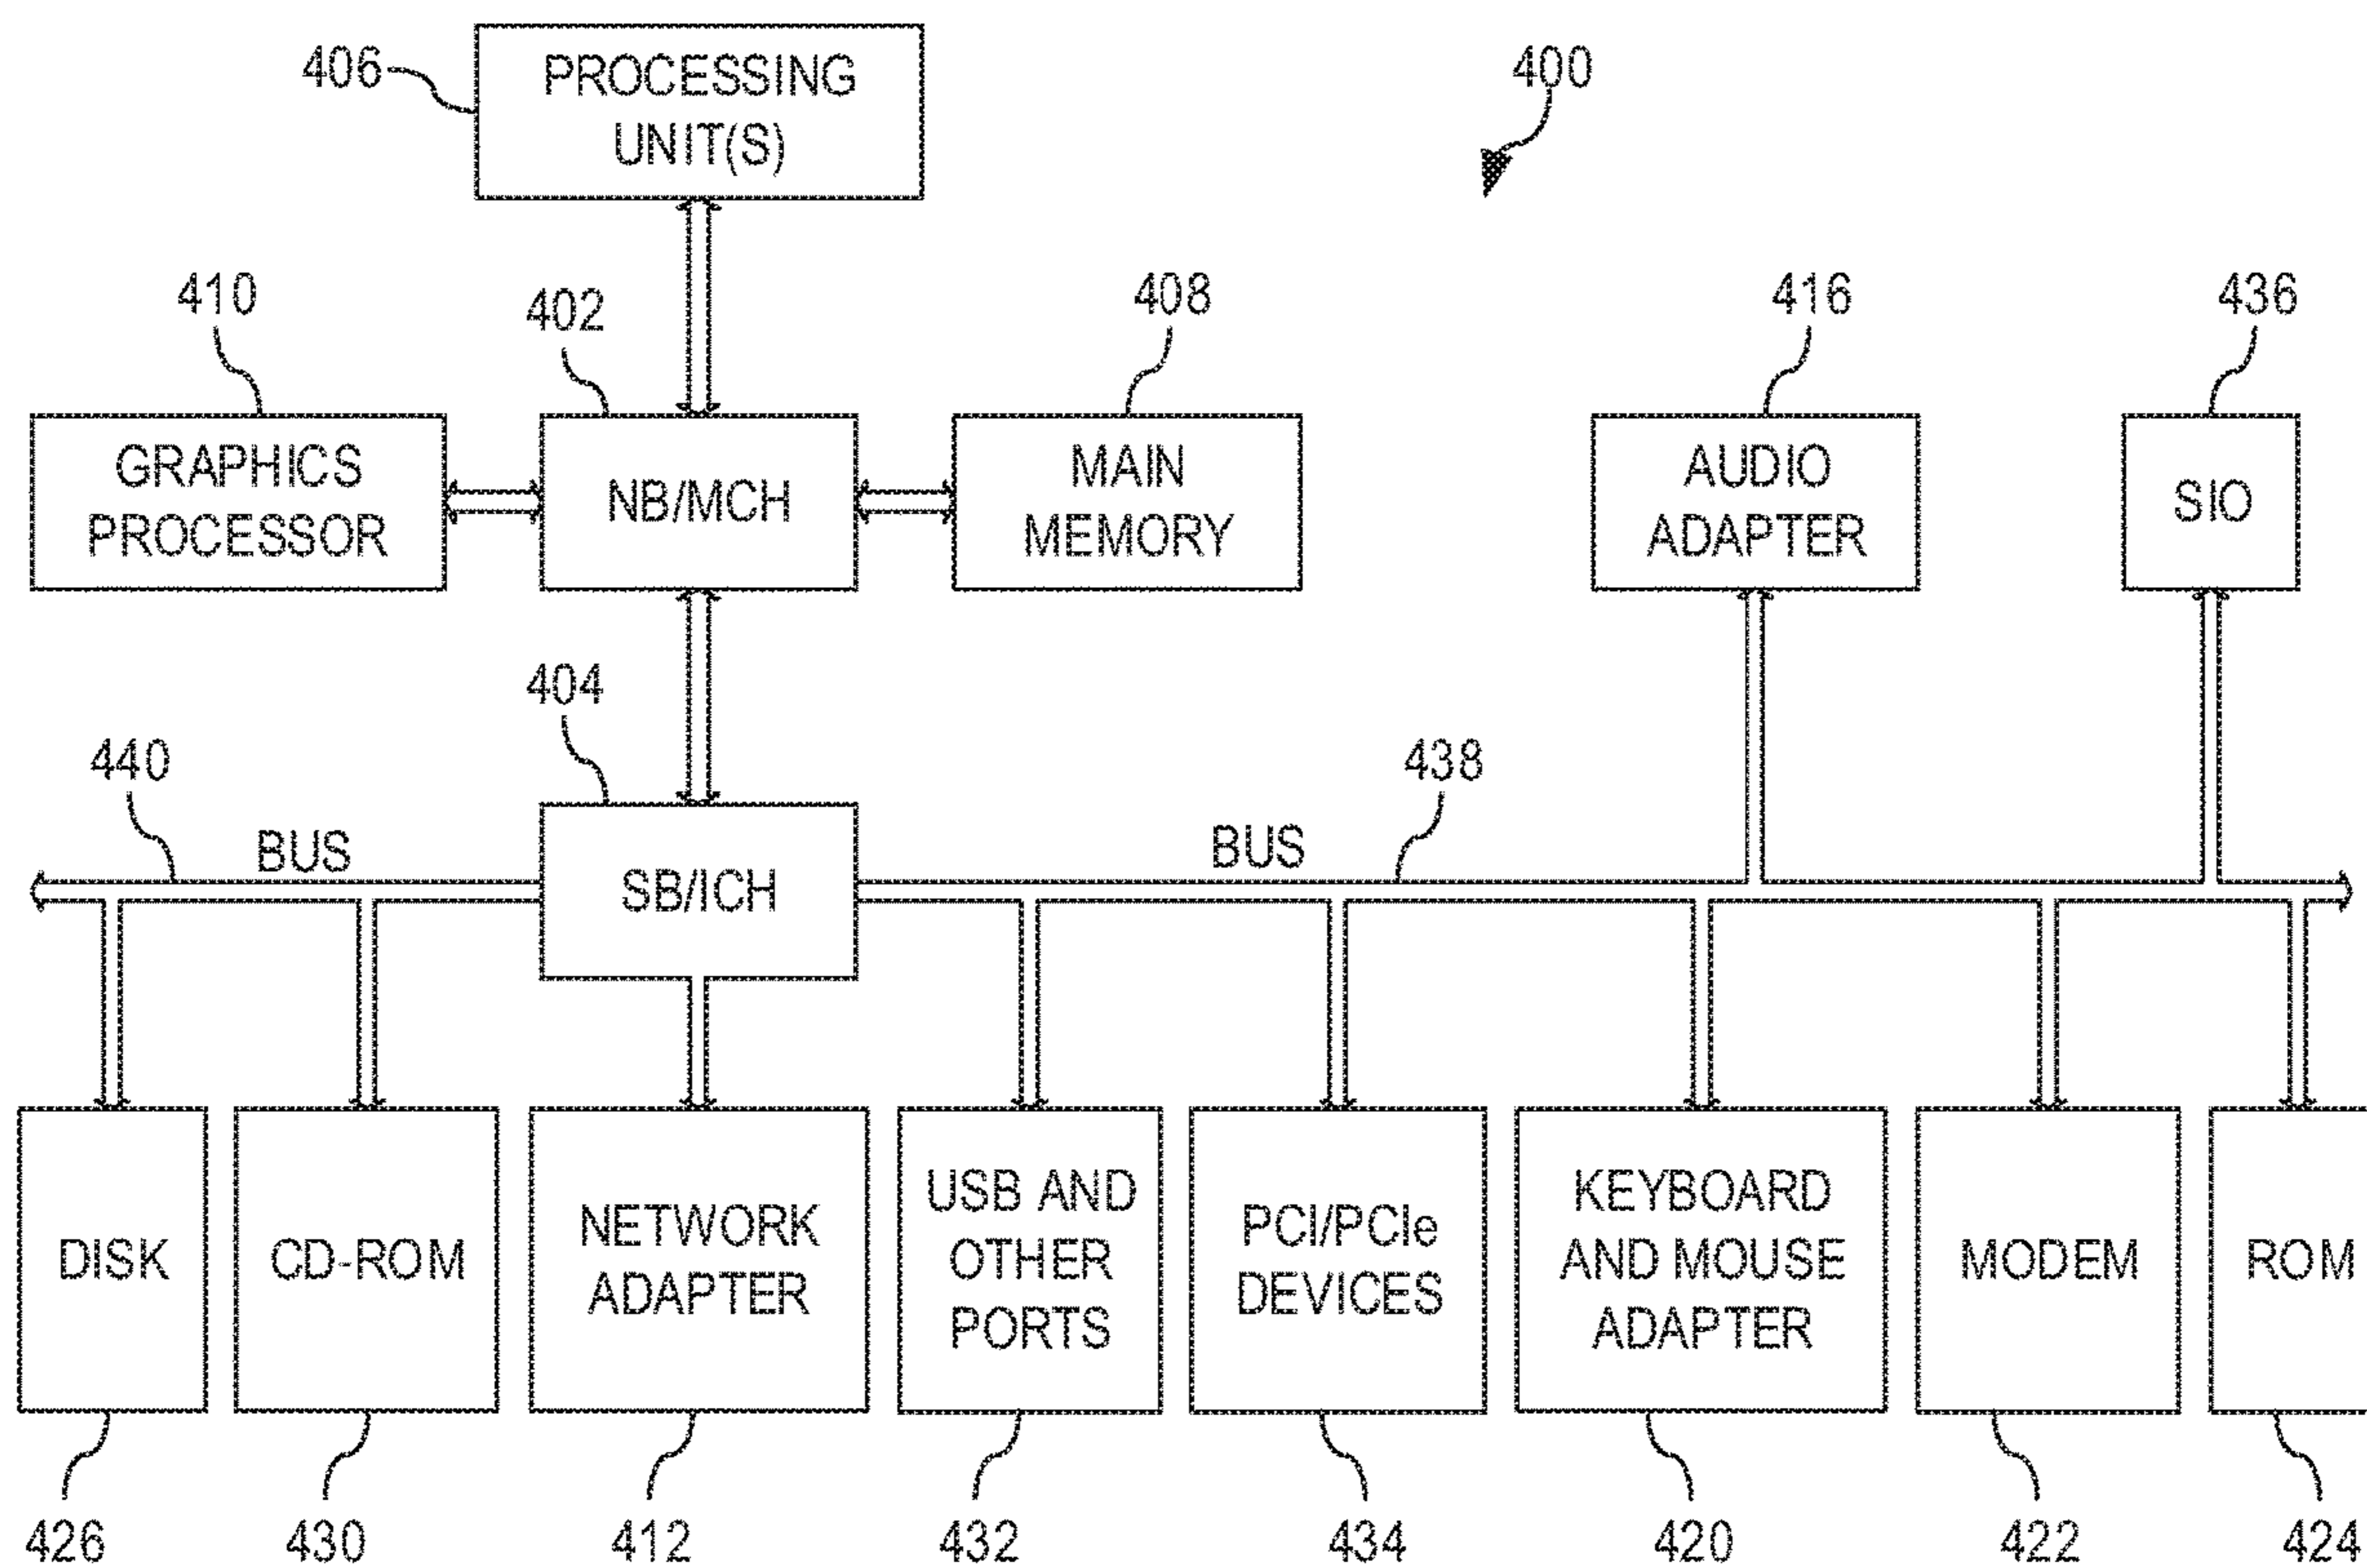 406
PROCESSING
UNIT(S)
400
410
402
408
416
436
GRAPHICS
PROCESSOR
NB/MCH
MAIN
MEMORY
AUDIO
ADAPTER
SIO
404
440
438
BUS
SB/ICH
BUS
DISK
CD-ROM
NETWORK
ADAPTER
USB AND
OTHER
PORTS
PCI/PCIe
DEVICES
KEYBOARD
AND MOUSE
ADAPTER
MODEM
ROM
426
430
412
432
434
420
422
424